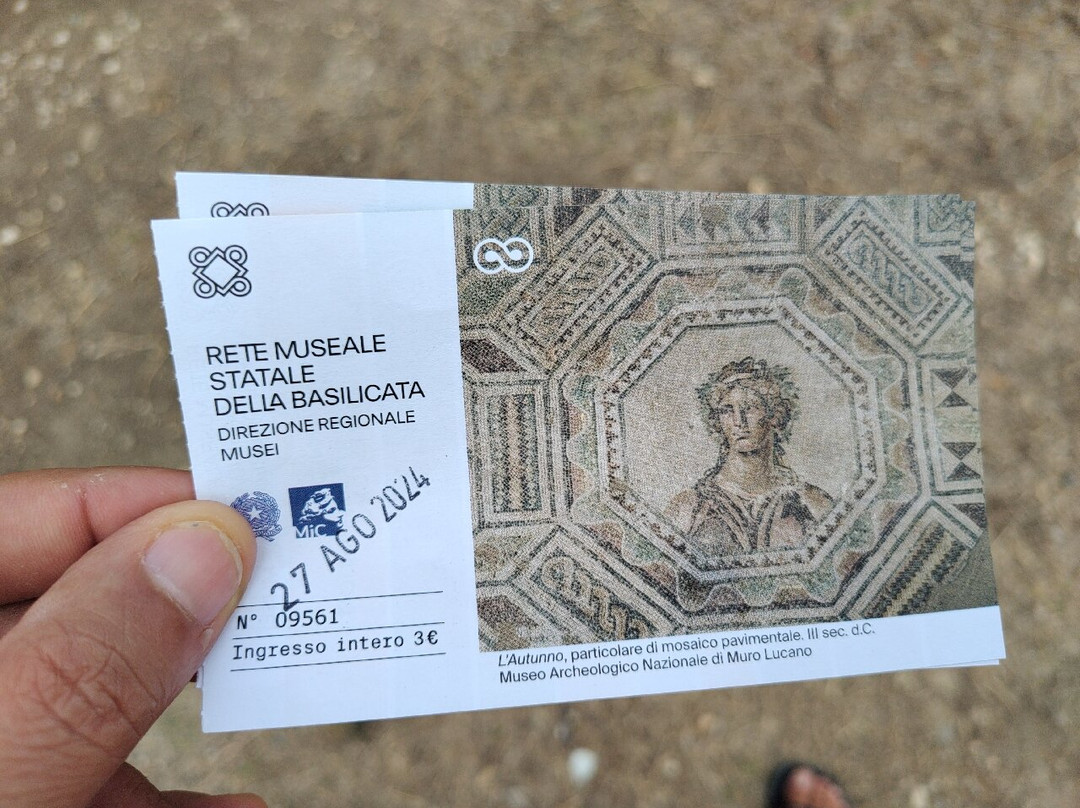 RETE MUSEALE
STATALE
DELLA BASILICATA
DIREZIONE REGIONALE
MUSEI
MiC
27 AGO 2024
N° 09561
Ingresso intero 3€
L'Autunno, particolare di mosaico pavimentale. III sec. d.C.
Museo Archeologico Nazionale di Muro Lucano